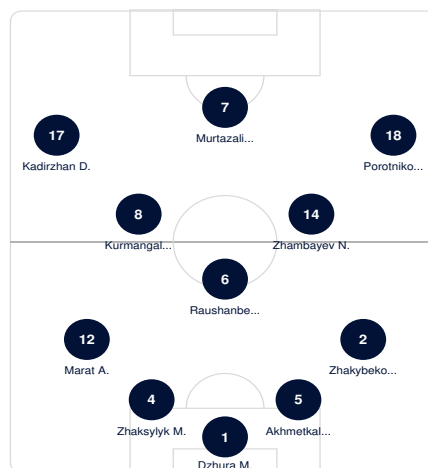 7
Murtazali...
17
Kadirzhan D.
18
Porotniko...
8
Kurmangal...
14
Zhambayev N.
6
Raushanbe...
12
Marat A.
2
Zhakybeko...
4
Zhaksylyk M.
5
Akhmetkal...
1
Dzhura M.